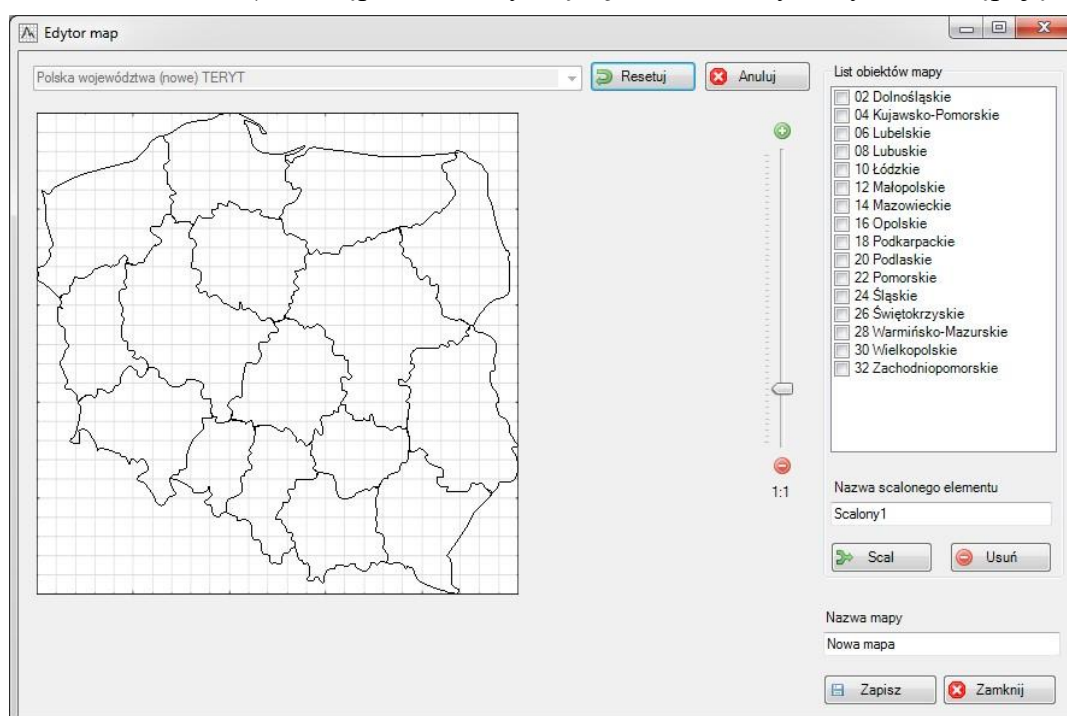 Edytor map
Polska województwa (nowe) TERYT
Resetuj
Anuluj
1:1
List obiektów mapy
02 Dolnośląskie
04 Kujawsko-Pomorskie
06 Lubelskie
08 Lubuskie
10 Łódzkie
12 Małopolskie
14 Mazowieckie
16 Opolskie
18 Podkarpackie
20 Podlaskie
22 Pomorskie
24 Śląskie
26 Świętokrzyskie
28 Warmińsko-Mazurskie
30 Wielkopolskie
32 Zachodniopomorskie
Nazwa scalonego elementu
Scalony1
Scal
Usuń
Nazwa mapy
Nowa mapa
Zapisz
Zamknij